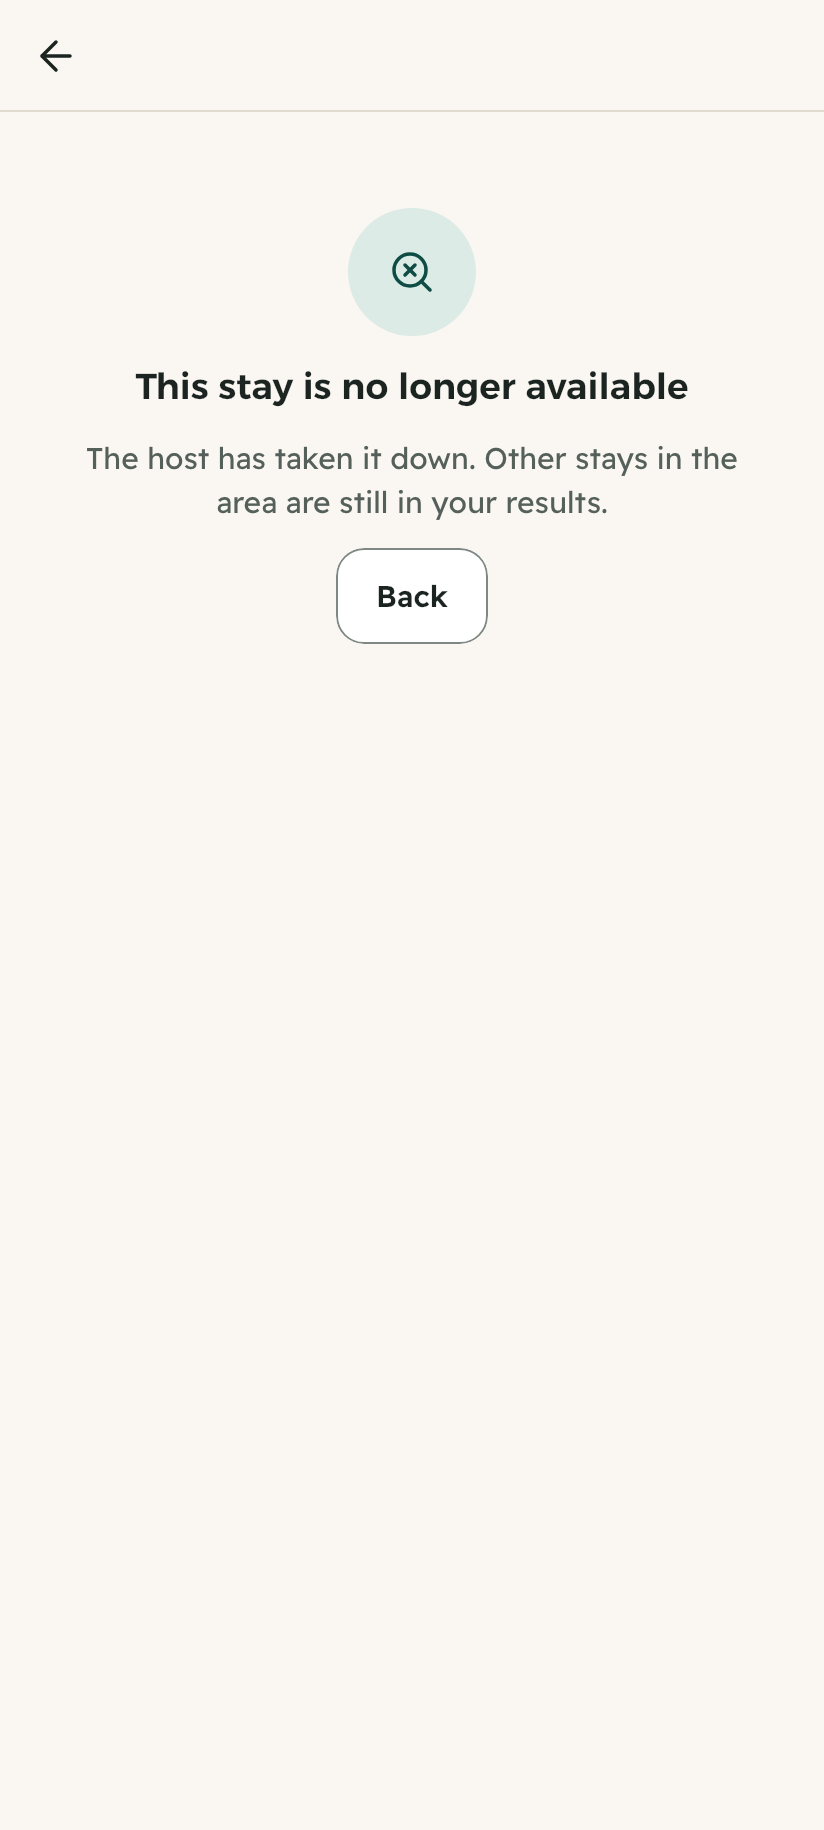 This stay is no longer available
The host has taken it down. Other stays in the
area are still in your results.
Back